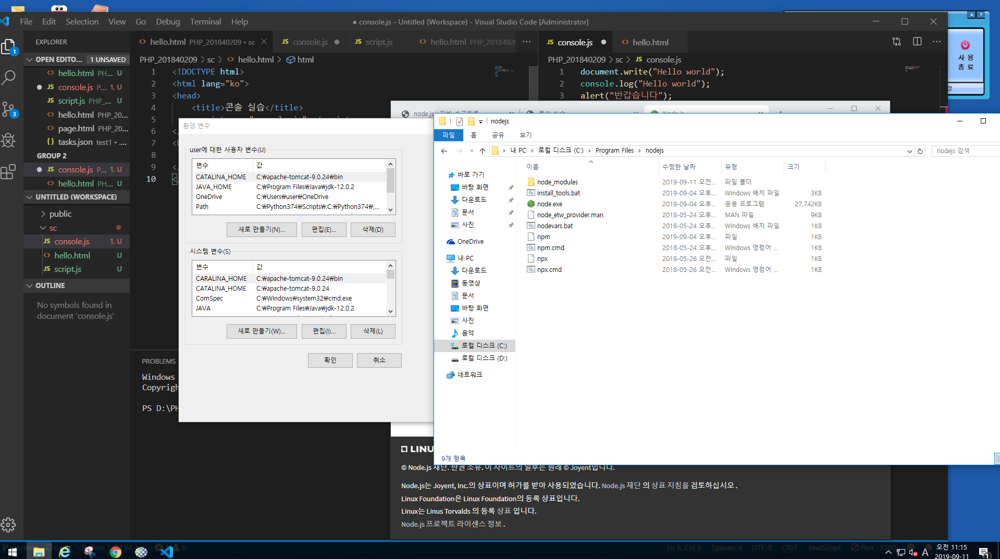 File Edit Selection View Go Debug Terminal Help
● console.js - Untitled (Workspace) - Visual Studio Code [Administrator]
EXPLORER
OPEN EDITO... 1 UNSAVED
hello.html PH... U
console.js P... 1, U
script.js PHP_... U
hello.html PHP_20...
page.html PHP_20...
tasks.json test1 • ....
GROUP 2
console.js P... 1, U
hello.html PH... U
UNTITLED (WORKSPACE)
public
sc
console.js 1, U
hello.html U
script.js U
OUTLINE
No symbols found in
document 'console.js'
hello.html PHP_201840209 • sc
console.js
script.js
hello.html PHP_20184020
PHP_201840209 > sc > hello.html > html
1 <!DOCTYPE html>
2 <html lang="ko">
3 <head>
4 <title>콘솔 실습</title>
5
6
7
8
9
10
console.js
hello.html
PHP_201840209 > sc > console.js
1 document.write("Hello world");
2 console.log("Hello world");
3 alert("반갑습니다");
PROBLEMS
Windows
Copyrigh
PS D:\PH
환경 변수
user에 대한 사용자 변수(U)
변수 값
CATALINA_HOME C:₩apache-tomcat-9.0.24₩bin
JAVA_HOME C:₩Program Files₩Java₩jdk-12.0.2
OneDrive C:₩Users₩user₩OneDrive
Path C:₩Python374₩Scripts₩;C:₩Python374₩;...
새로 만들기(N)... 편집(E)... 삭제(D)
시스템 변수(S)
변수 값
CARALINA_HOME C:₩apache-tomcat-9.0.24₩bin
CATALINA_HOME C:₩apache-tomcat-9.0.24
ComSpec C:₩Windows₩system32₩cmd.exe
JAVA C:₩Program Files₩Java₩jdk-12.0.2
새로 만들기(W)... 편집(I)... 삭제(L)
확인 취소
nodejs
파일 홈 공유 보기
내 PC > 로컬 디스크 (C:) > Program Files > nodejs
nodejs 검색
바로 가기
바탕 화면
다운로드
문서
사진
OneDrive
내 PC
다운로드
동영상
문서
바탕 화면
사진
음악
로컬 디스크 (C:)
로컬 디스크 (D:)
네트워크
이름 수정한 날짜 유형 크기
node_modules 2019-09-11 오전... 파일 폴더
install_tools.bat 2019-09-04 오후... Windows 배치 파일 3KB
node.exe 2019-09-04 오후... 응용 프로그램 27,742KB
node_etw_provider.man 2018-05-24 오후... MAN 파일 9KB
nodevars.bat 2018-05-24 오후... Windows 배치 파일 1KB
npm 2019-09-04 오후... 파일 1KB
npm.cmd 2018-05-24 오후... Windows 명령어 ... 1KB
npx 2018-05-26 오전... 파일 1KB
npx.cmd 2018-05-26 오전... Windows 명령어 ... 1KB
9개 항목
LINU
© Node.js 재단. 판권 소유. 이 사이트의 일부는 원래 © Joyent입니다.
Node.js는 Joyent, Inc.의 상표이며 허가를 받아 사용되었습니다. Node.js 재단 의 상표 지침을 검토하십시오 .
Linux Foundation은 Linux Foundation의 등록 상표입니다.
Linux는 Linus Torvalds 의 등록 상표 입니다.
Node.js 프로젝트 라이센스 정보 .
사 용
종 료
Ln 5, Col 5 Spaces: 4 UTF-8 CRLF JavaScript Port : 5500
A 오전 11:15
2019-09-11
1